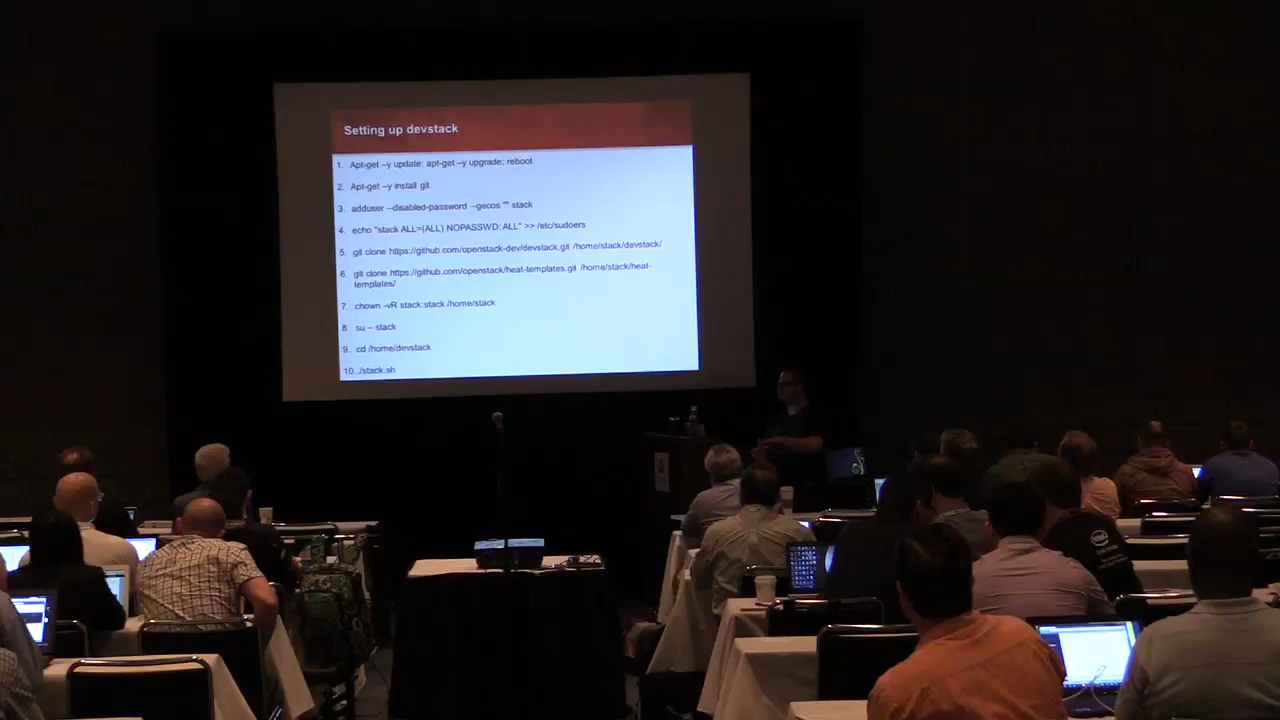 Setting up devstack
1. Apt-get –y update; apt-get –y upgrade; reboot
2. Apt-get –y install git
3. adduser --disabled-password --gecos "" stack
4. echo "stack ALL=(ALL) NOPASSWD: ALL" >> /etc/sudoers
5. git clone https://github.com/openstack-dev/devstack.git /home/stack/devstack/
6. git clone https://github.com/openstack/heat-templates.git /home/stack/heat-
templates/
7. chown -vR stack:stack /home/stack
8. su – stack
9. cd /home/devstack
10. ./stack.sh
intel